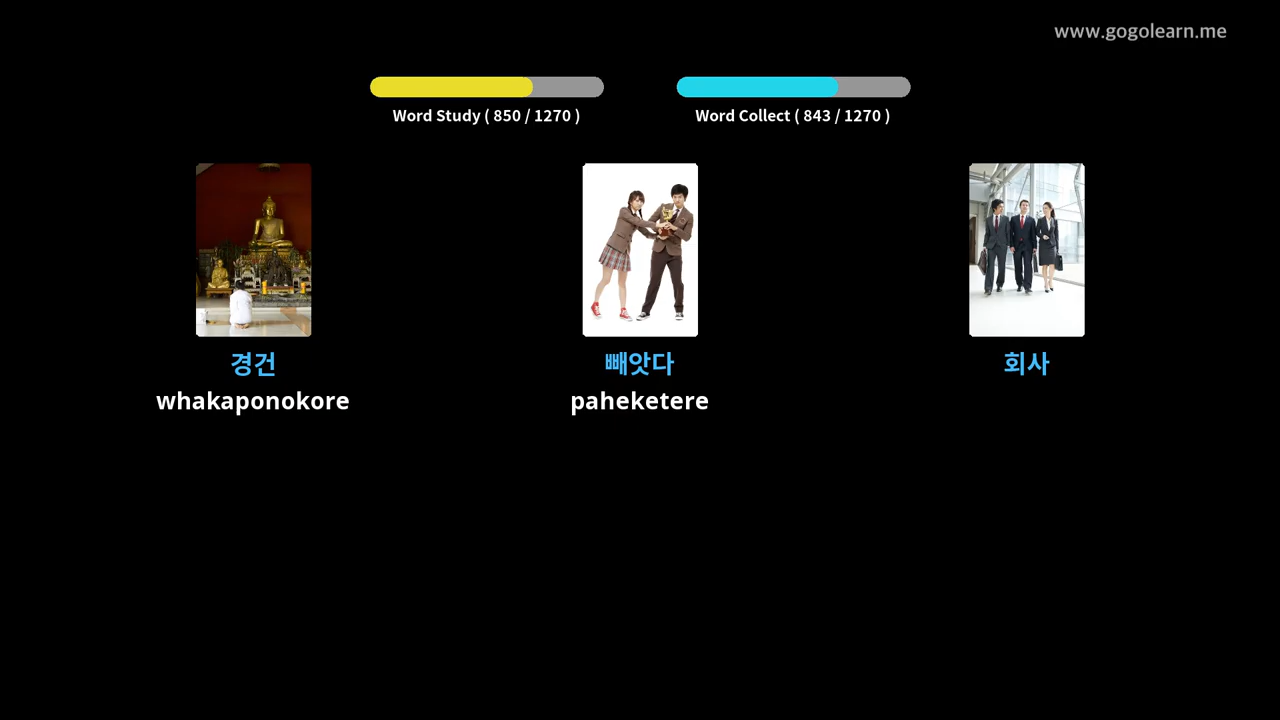 www.gogolearn.me
Word Study ( 850 / 1270 )
Word Collect ( 843 / 1270 )
경건
빼앗다
회사
whakaponokore
paheketere